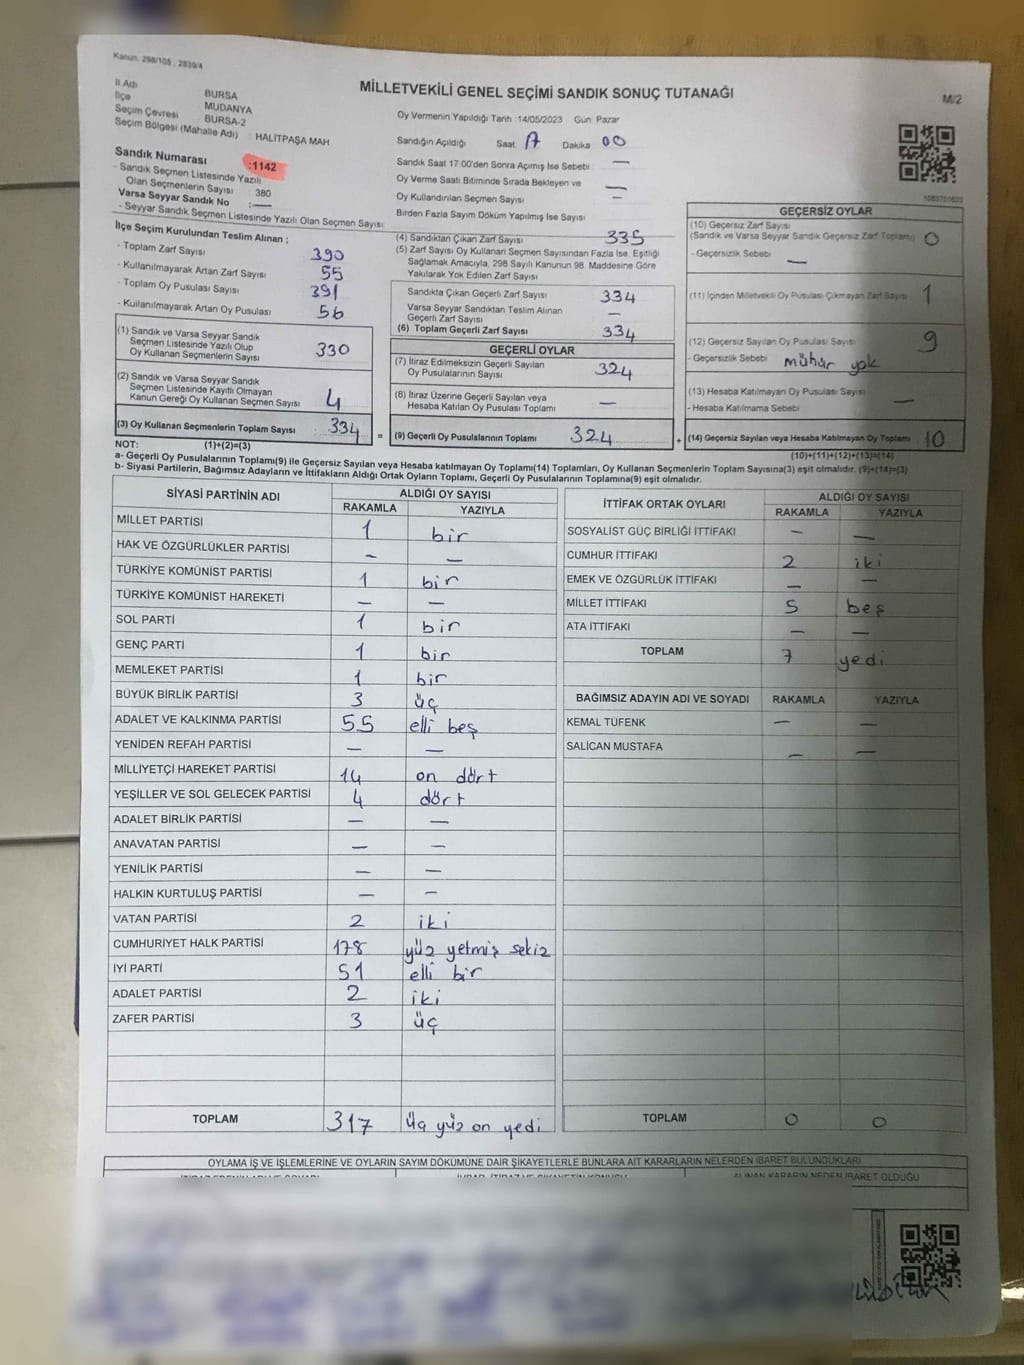 Kanun. 298/105 , 2839/4
MİLLETVEKİLİ GENEL SEÇİMİ SANDIK SONUÇ TUTANAĞI
M/2
İl Adı BURSA
İlçe MUDANYA
Seçim Çevresi BURSA-2
Seçim Bölgesi (Mahalle Adı) : HALİTPAŞA MAH
Sandık Numarası :1142
- Sandık Seçmen Listesinde Yazılı
Olan Seçmenlerin Sayısı 380
Varsa Seyyar Sandık No : —
- Seyyar Sandık Seçmen Listesinde Yazılı Olan Seçmen Sayısı:
Oy Vermenin Yapıldığı Tarih :14/05/2023 Gün: Pazar
Sandığın Açıldığı Saat: 17 Dakika 00
Sandık Saat 17:00'den Sonra Açımış İse Sebebi : —
Oy Verme Saati Bitiminde Sırada Bekleyen ve —
Oy Kullandırılan Seçmen Sayısı —
Birden Fazla Sayım Döküm Yapılmış İse Sayısı
İlçe Seçim Kurulundan Teslim Alınan ;
- Toplam Zarf Sayısı 390
- Kullanılmayarak Artan Zarf Sayısı 55
- Toplam Oy Pusulası Sayısı 391
- Kullanılmayarak Artan Oy Pusulası 56
(1) Sandık ve Varsa Seyyar Sandık
Seçmen Listesinde Yazılı Olup
Oy Kullanan Seçmenlerin Sayısı 330
(2) Sandık ve Varsa Seyyar Sandık
Seçmen Listesinde Kayıtlı Olmayan
Kanun Gereği Oy Kullanan Seçmen Sayısı 4
(3) Oy Kullanan Seçmenlerin Toplam Sayısı 334 =
(4) Sandıktan Çıkan Zarf Sayısı 335
(5) Zarf Sayısı Oy Kullanan Seçmen Sayısından Fazla İse, Eşitliği
Sağlamak Amacıyla, 298 Sayılı Kanunun 98. Maddesine Göre
Yakılarak Yok Edilen Zarf Sayısı
Sandıkta Çıkan Geçerli Zarf Sayısı 334
Varsa Seyyar Sandıktan Teslim Alınan
Geçerli Zarf Sayısı —
(6) Toplam Geçerli Zarf Sayısı 334
GEÇERLİ OYLAR
(7) İtiraz Edilmeksizin Geçerli Sayılan
Oy Pusulalarının Sayısı 324
(8) İtiraz Üzerine Geçerli Sayılan veya
Hesaba Katılan Oy Pusulası Toplamı —
(9) Geçerli Oy Pusulalarının Toplamı 324 +
1083751623
GEÇERSİZ OYLAR
(10) Geçersiz Zarf Sayısı
(Sandık ve Varsa Seyyar Sandık Geçersiz Zarf Toplamı) 0
- Geçersizlik Sebebi : —
(11) İçinden Milletvekili Oy Pusulası Çıkmayan Zarf Sayısı 1
(12) Geçersiz Sayılan Oy Pusulası Sayısı 9
- Geçersizlik Sebebi mühür yok
(13) Hesaba Katılmayan Oy Pusulası Sayısı —
- Hesaba Katılmama Sebebi
(14) Geçersiz Sayılan veya Hesaba Katılmayan Oy Toplamı 10
NOT: (1)+(2)=(3)
(10)+(11)+(12)+(13)=(14)
a- Geçerli Oy Pusulalarının Toplamı(9) ile Geçersiz Sayılan veya Hesaba katılmayan Oy Toplamı(14) Toplamları, Oy Kullanan Seçmenlerin Toplam Sayısına(3) eşit olmalıdır. (9)+(14)=(3)
b- Siyasi Partilerin, Bağımsız Adayların ve İttifakların Aldığı Ortak Oyların Toplamı, Geçerli Oy Pusulalarının Toplamına(9) eşit olmalıdır.
SİYASİ PARTİNİN ADI ALDIĞI OY SAYISI
RAKAMLA YAZIYLA
MİLLET PARTİSİ 1 bir
HAK VE ÖZGÜRLÜKLER PARTİSİ — —
TÜRKİYE KOMÜNİST PARTİSİ 1 bir
TÜRKİYE KOMÜNİST HAREKETİ — —
SOL PARTİ 1 bir
GENÇ PARTİ 1 bir
MEMLEKET PARTİSİ 1 bir
BÜYÜK BİRLİK PARTİSİ 3 üç
ADALET VE KALKINMA PARTİSİ 55 elli beş
YENİDEN REFAH PARTİSİ — —
MİLLİYETÇİ HAREKET PARTİSİ 14 on dört
YEŞİLLER VE SOL GELECEK PARTİSİ 4 dört
ADALET BİRLİK PARTİSİ — —
ANAVATAN PARTİSİ — —
YENİLİK PARTİSİ — —
HALKIN KURTULUŞ PARTİSİ — —
VATAN PARTİSİ 2 iki
CUMHURİYET HALK PARTİSİ 178 yüz yetmiş sekiz
İYİ PARTİ 51 elli bir
ADALET PARTİSİ 2 iki
ZAFER PARTİSİ 3 üç
TOPLAM 317 üç yüz on yedi
İTTİFAK ORTAK OYLARI ALDIĞI OY SAYISI
RAKAMLA YAZIYLA
SOSYALİST GÜÇ BİRLİĞİ İTTİFAKI — —
CUMHUR İTTİFAKI 2 iki
EMEK VE ÖZGÜRLÜK İTTİFAKI — —
MİLLET İTTİFAKI 5 beş
ATA İTTİFAKI — —
TOPLAM 7 yedi
BAĞIMSIZ ADAYIN ADI VE SOYADI RAKAMLA YAZIYLA
KEMAL TÜFENK — —
SALİCAN MUSTAFA — —
TOPLAM 0 0
OYLAMA İŞ VE İŞLEMLERİNE VE OYLARIN SAYIM DÖKÜMÜNE DAİR ŞİKAYETLERLE BUNLARA AİT KARARLARIN NELERDEN İBARET BULUNDUKLARI
ALINAN KARARIN NEDEN İBARET OLDUĞU